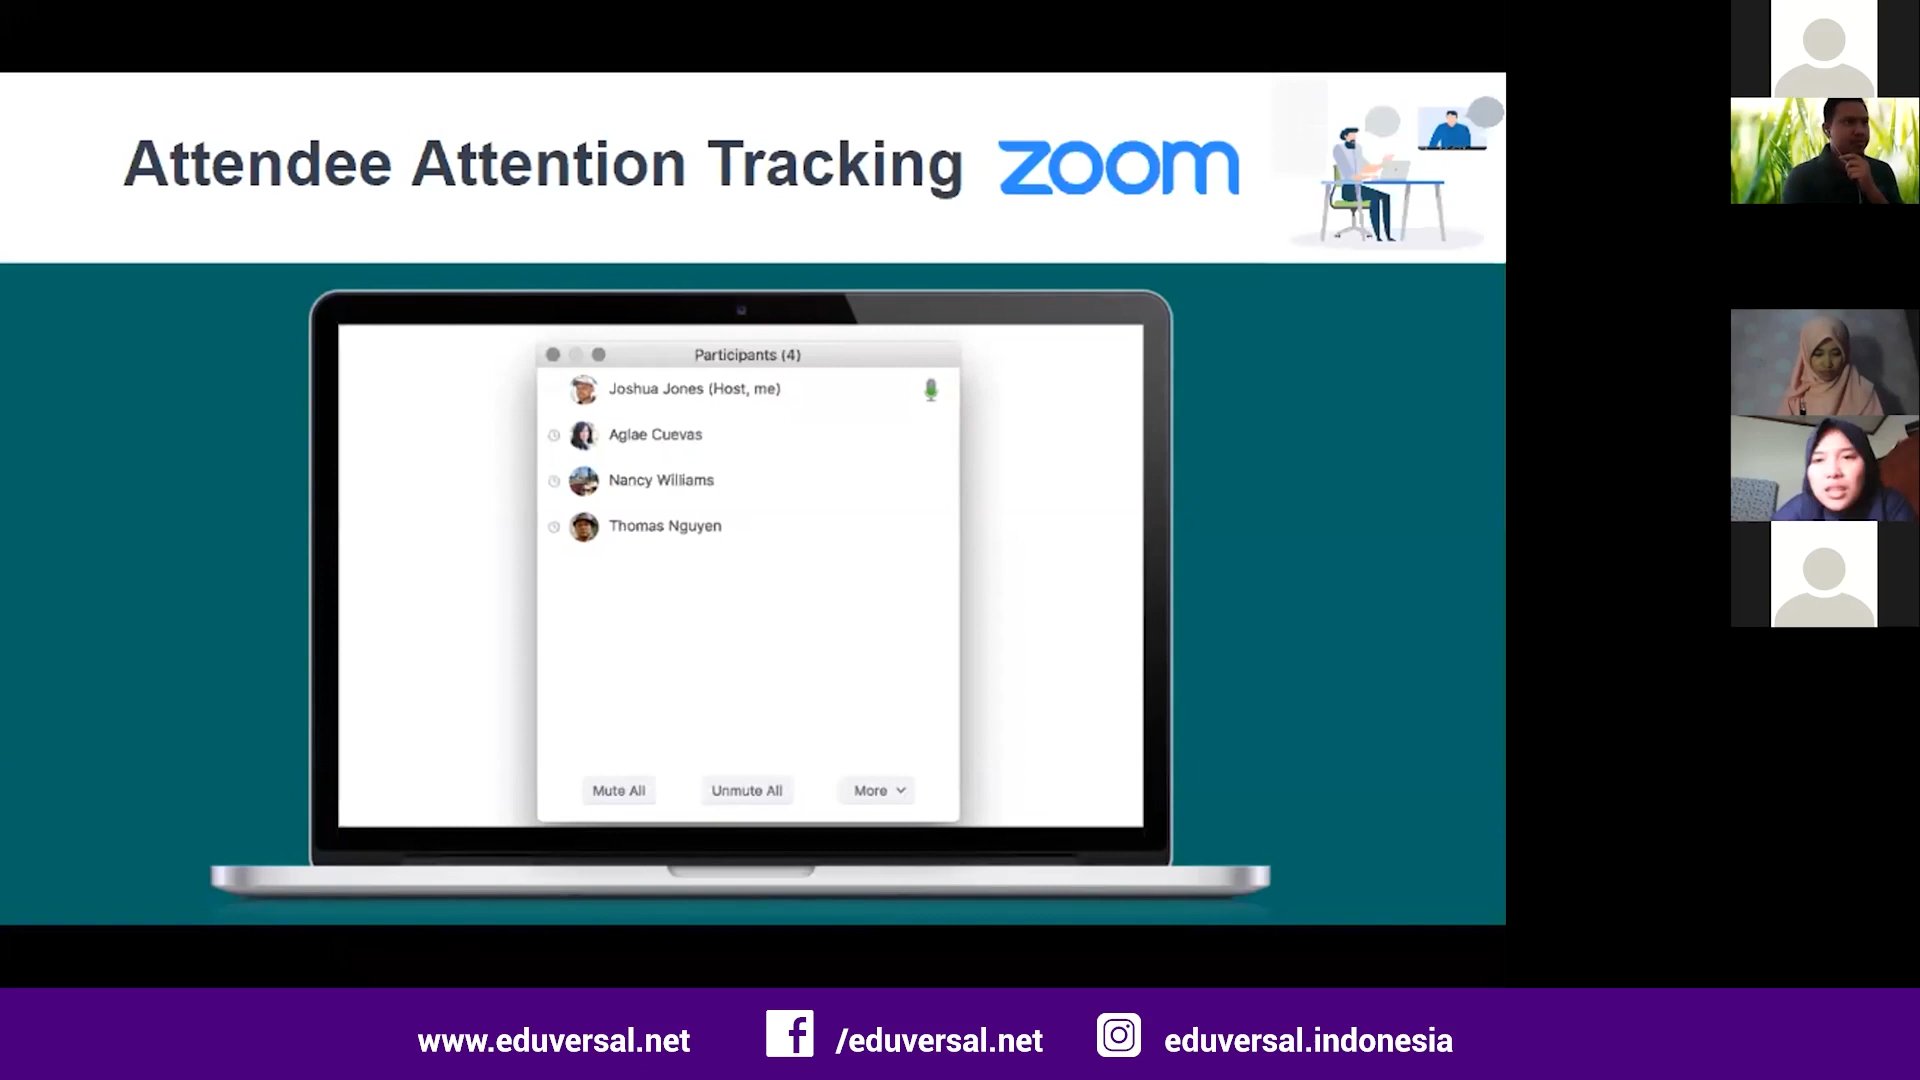 Attendee Attention Tracking zoom
Participants (4)
Joshua Jones (Host, me)
Aglae Cuevas
Nancy Williams
Thomas Nguyen
Mute All
Unmute All
More
www.eduversal.net
/eduversal.net
eduversal.indonesia